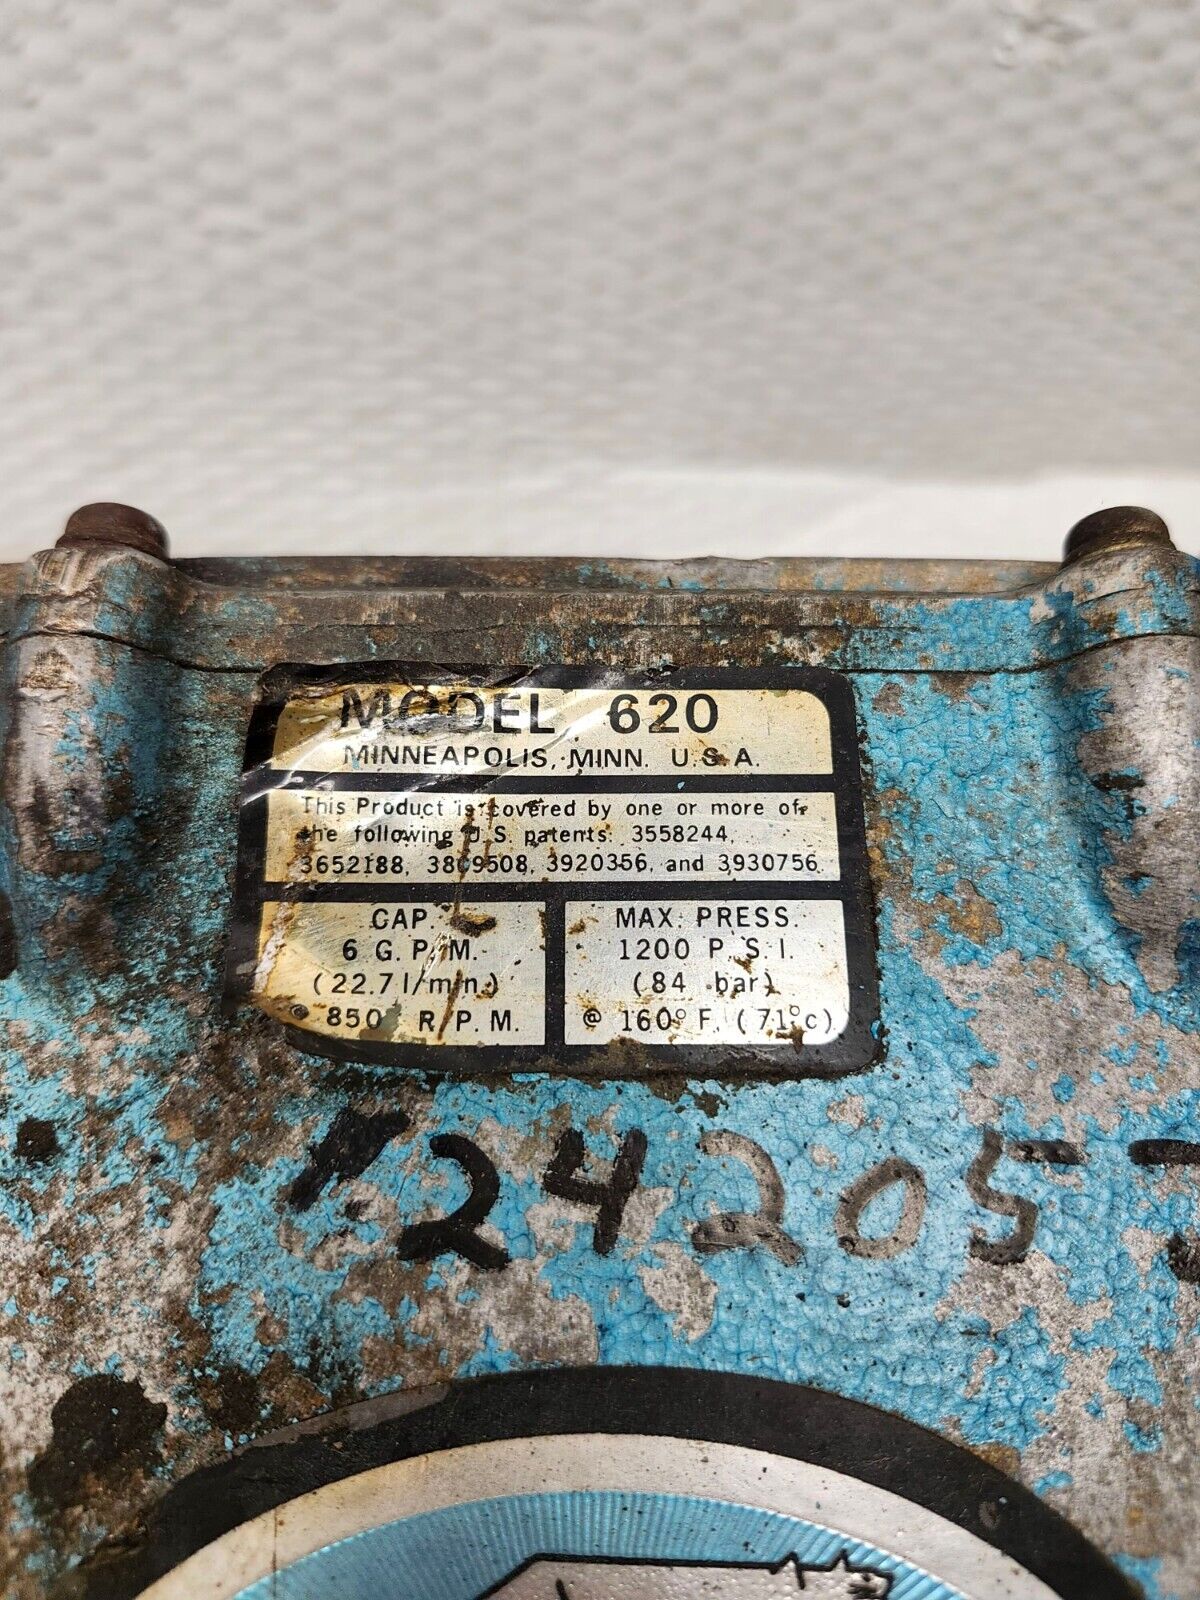 MODEL 620
MINNEAPOLIS, MINN. U.S.A.
This Product is covered by one or more of
the following U.S. patents: 3558244,
3652188, 3809508, 3920356, and 3930756.
CAP.
6 G.P.M.
(22.7 l/min.)
@ 850 R.P.M.
MAX. PRESS.
1200 P.S.I.
(84 bar)
@ 160° F. (71°c)
24205-